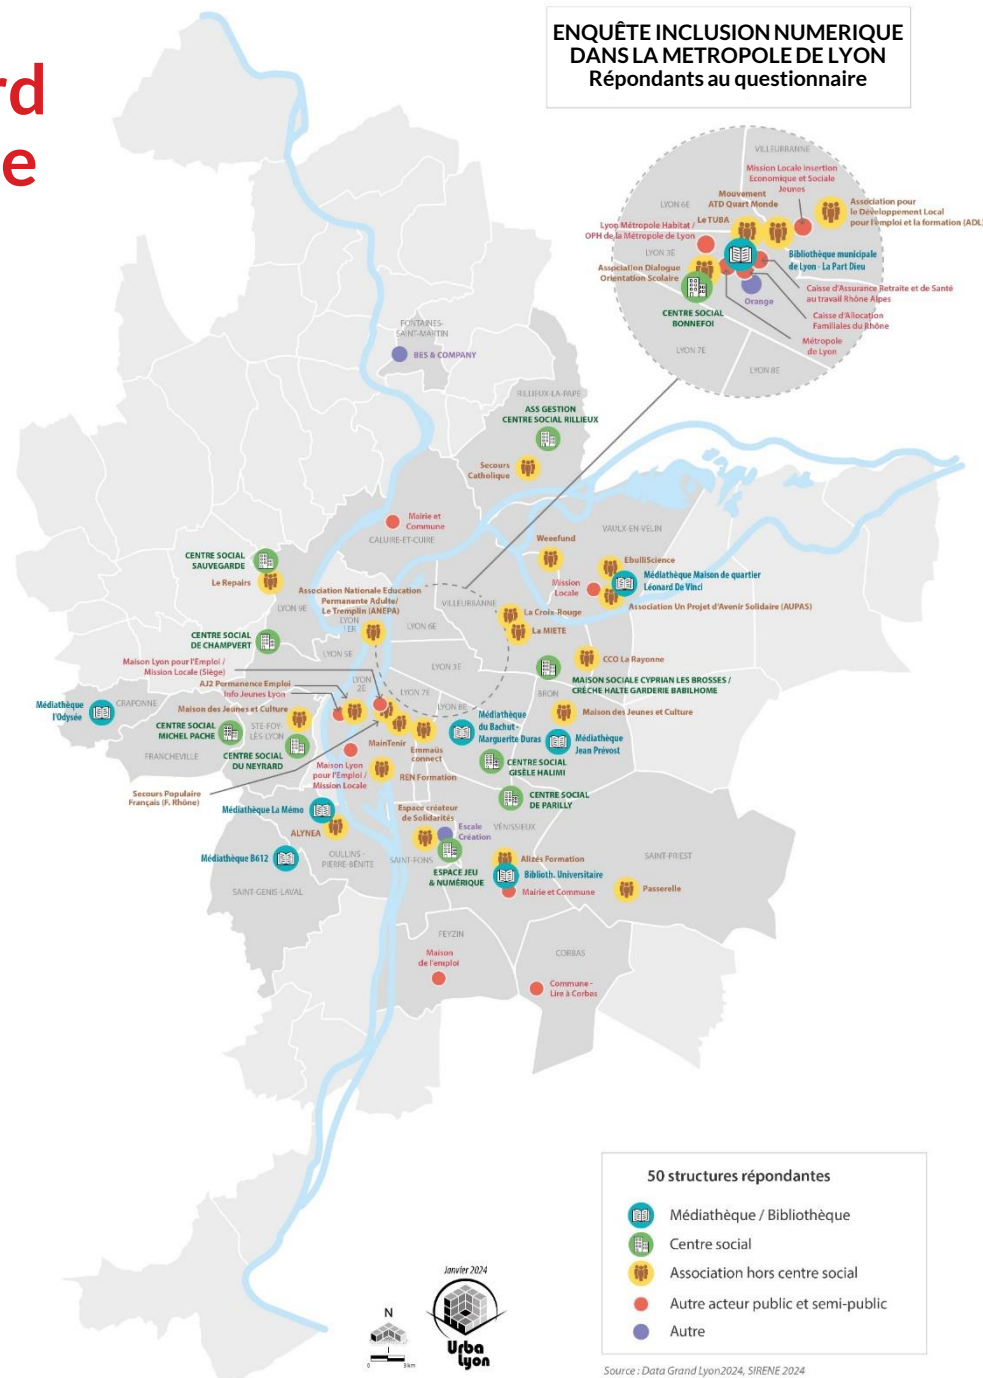 rd
e
ENQUÊTE INCLUSION NUMERIQUE
DANS LA METROPOLE DE LYON
Répondants au questionnaire
VILLEURBANNE
Mission Locale Insertion
Economique et Sociale
Jeunes
Mouvement
ATD Quart Monde
LYON 6E
Le TUBA
Association pour
le Développement Local
pour l'emploi et la formation (ADL)
Lyon Métropole Habitat /
OPH de la Métropole de Lyon
LYON 3E
Bibliothèque municipale
de Lyon - La Part Dieu
Association Dialogue
Orientation Scolaire
Caisse d'Assurance Retraite et de Santé
au travail Rhône Alpes
Orange
CENTRE SOCIAL
BONNEFOI
Caisse d'Allocation
Familiales du Rhône
Métropole
de Lyon
LYON 7E
LYON 8E
FONTAINES-
SAINT-MARTIN
BES & COMPANY
RILLIEUX-LA-PAPE
ASS GESTION
CENTRE SOCIAL RILLIEUX
Secours
Catholique
Mairie et
Commune
CALUIRE-ET-CUIRE
VAULX-EN-VELIN
Weeefund
CENTRE SOCIAL
SAUVEGARDE
Le Repairs
EbulliScience
Mission
Locale
Médiathèque Maison de quartier
Léonard De Vinci
Association Un Projet d'Avenir Solidaire (AUPAS)
Association Nationale Education
Permanente Adulte/
Le Tremplin (ANEPA)
LYON 9E
LYON
1ER
VILLEURBANNE
La Croix-Rouge
La MIETE
LYON 6E
CENTRE SOCIAL
DE CHAMPVERT
LYON 5E
LYON 3E
CCO La Rayonne
Maison Lyon pour l'Emploi /
Mission Locale (Siège)
LYON
2E
MAISON SOCIALE CYPRIAN LES BROSSES /
CRÈCHE HALTE GARDERIE BABILHOME
AJ2 Permanence Emploi
Info Jeunes Lyon
LYON 7E
BRON
LYON 8E
CRAPONNE
Médiathèque
l'Odysée
Maison des Jeunes et Culture
Maison des Jeunes et Culture
CENTRE SOCIAL
MICHEL PACHE
STE-FOY
LÈS-LYON
Médiathèque
du Bachut -
Marguerite Duras
Médiathèque
Jean Prévost
MainTenir
Emmaüs
connect
FRANCHEVILLE
CENTRE SOCIAL
DU NEYRARD
Maison Lyon
pour l'Emploi /
Mission Locale
REN Formation
CENTRE SOCIAL
GISÈLE HALIMI
Secours Populaire
Français (F. Rhône)
CENTRE SOCIAL
DE PARILLY
Médiathèque La Mémo
Espace créateur
de Solidarités
Escale
Création
VÉNISSIEUX
ALYNEA
OULLINS -
PIERRE-BÉNITE
SAINT-FONS
Médiathèque B612
ESPACE JEU
& NUMÉRIQUE
Alizés Formation
Biblioth. Universitaire
Mairie et Commune
SAINT-PRIEST
Passerelle
SAINT-GENIS-LAVAL
FEYZIN
Maison
de l'emploi
CORBAS
Commune -
Lire à Corbas
50 structures répondantes
Médiathèque / Bibliothèque
Centre social
Association hors centre social
Autre acteur public et semi-public
Autre
Janvier 2024
N
0 3km
Urba
Lyon
Source : Data Grand Lyon2024, SIRENE 2024